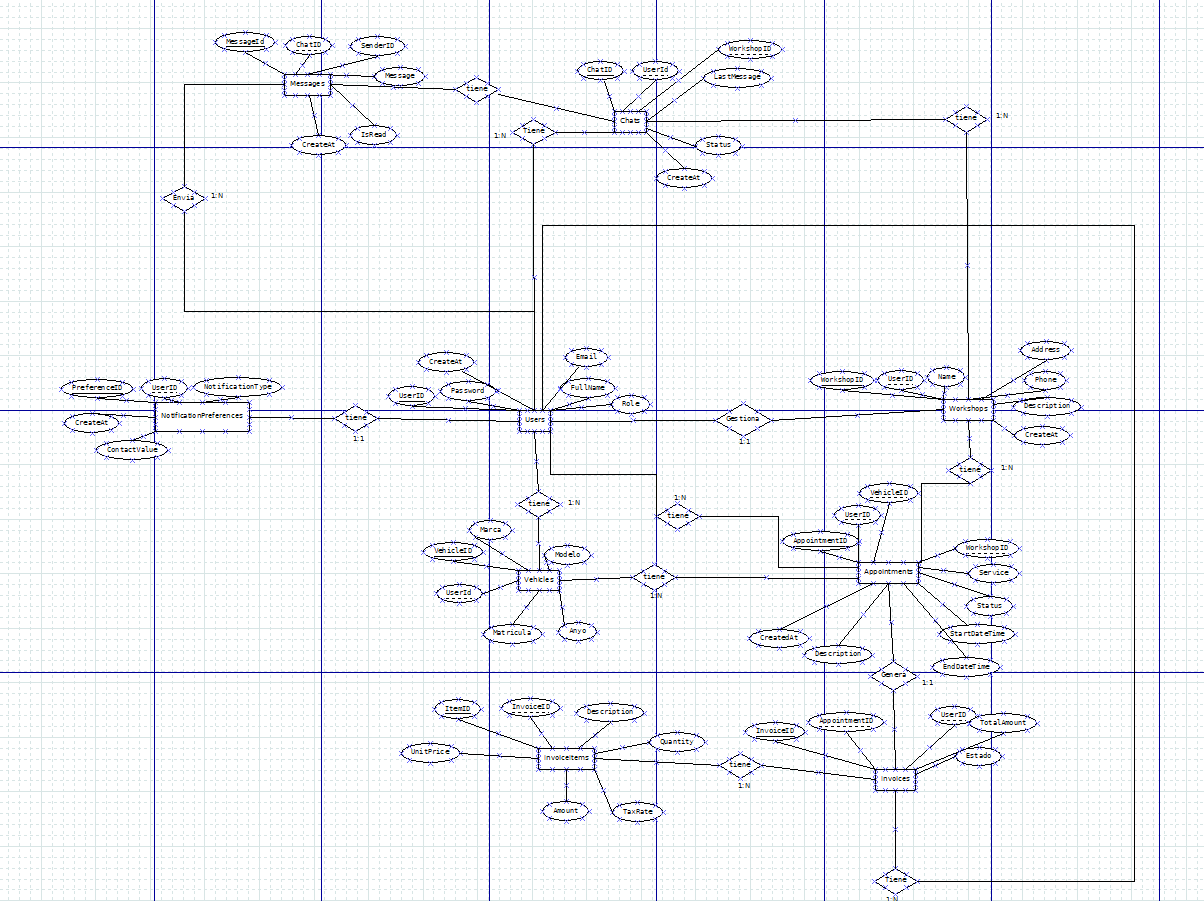 MessageId
ChatID
SenderID
Message
Messages
IsRead
CreateAt
tiene
ChatID
UserId
WorkshopID
LastMessage
Chats
Status
CreateAt
1:N
Tiene
tiene
1:N
Envia
1:N
PreferenceID
UserID
NotificationType
NotificationPreferences
CreateAt
ContactValue
tiene
1:1
CreateAt
Email
UserID
Password
FullName
Role
Users
Gestiona
1:1
Address
WorkshopID
UserID
Name
Phone
Workshops
Description
CreateAt
tiene
1:N
tiene
1:N
1:N
tiene
Marca
VehicleID
Modelo
Vehicles
UserId
Matricula
Anyo
tiene
1:N
VehicleID
UserID
AppointmentID
WorkshopID
Appointments
Service
Status
StartDateTime
EndDateTime
CreatedAt
Description
Genera
1:1
ItemID
InvoiceID
Description
UnitPrice
Quantity
InvoiceItems
Amount
TaxRate
tiene
1:N
InvoiceID
AppointmentID
UserID
TotalAmount
Estado
Invoices
Tiene
1:N